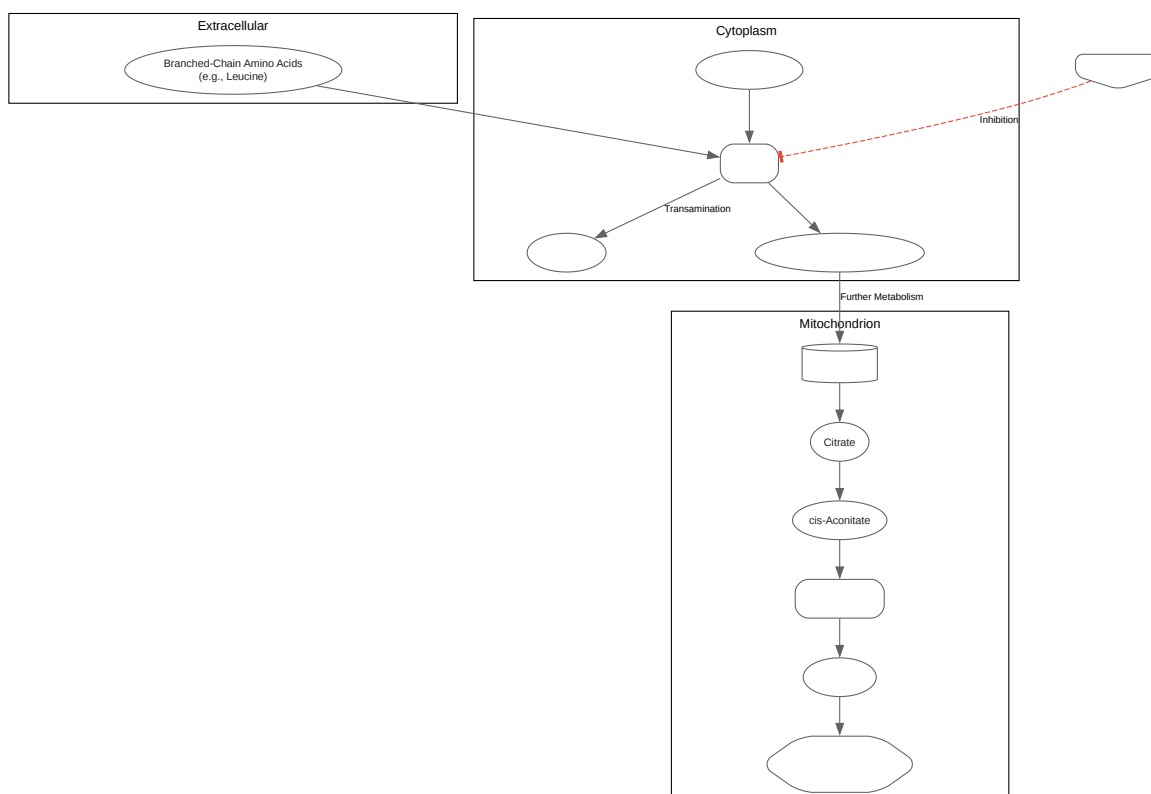 Extracellular
Branched-Chain Amino Acids
(e.g., Leucine)
Cytoplasm
Inhibition
Transamination
Further Metabolism
Mitochondrion
Citrate
cis-Aconitate